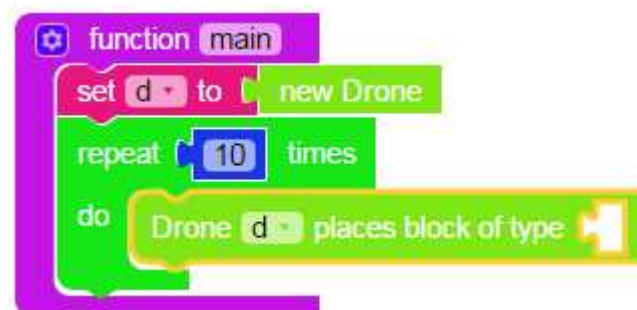 function main
set d to new Drone
repeat 10 times
do Drone d places block of type